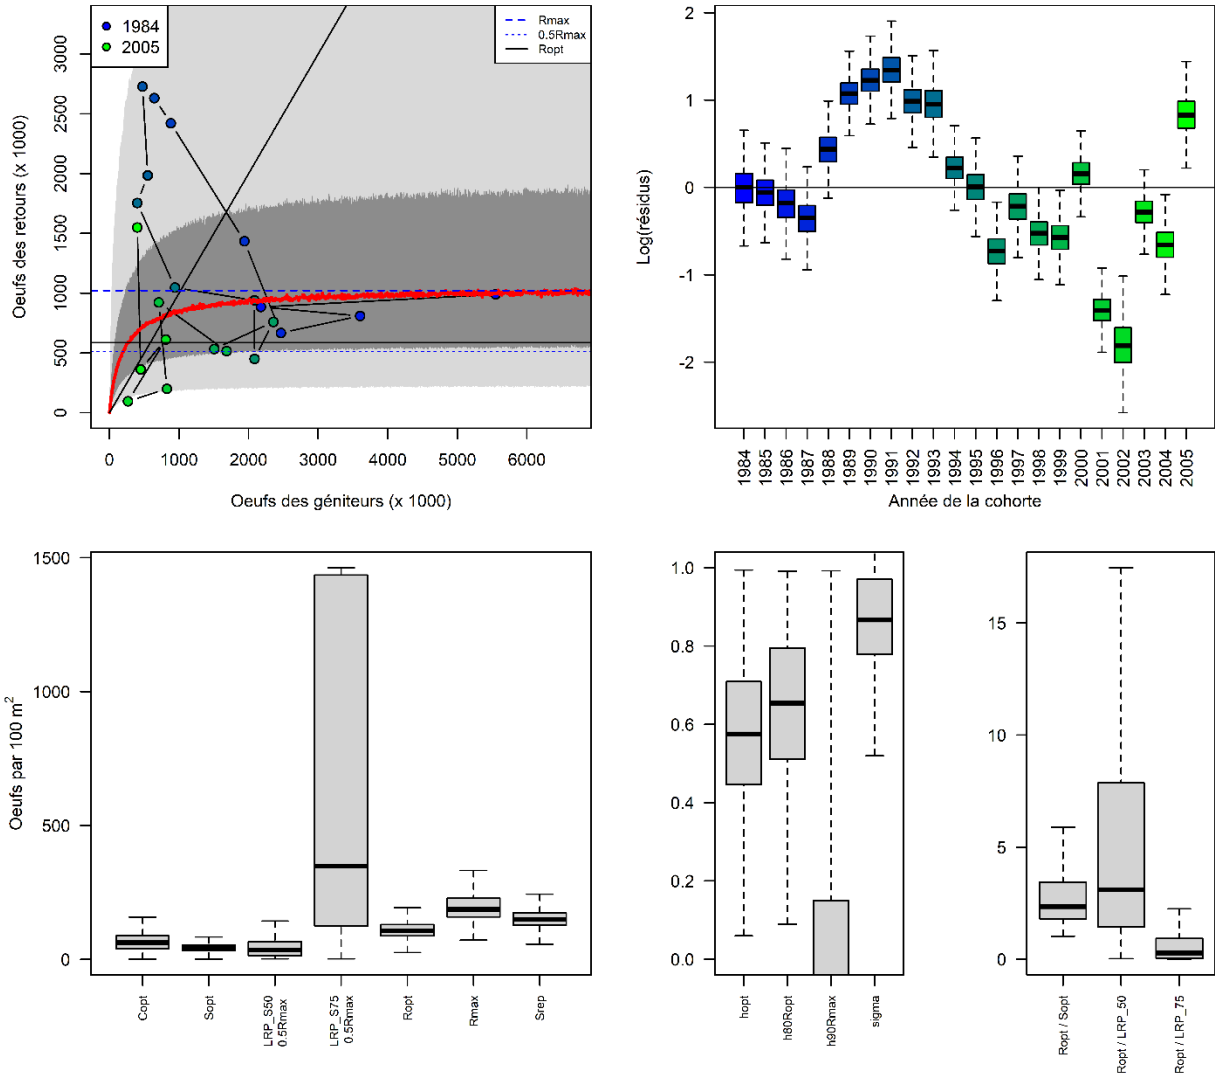 1984
2005
Rmax
0.5Rmax
Ropt
Oeufs des retours (x 1000)
3000
2500
2000
1500
1000
500
0
0 1000 2000 3000 4000 5000 6000
Oeufs des géniteurs (x 1000)
Log(résidus)
2
1
0
-1
-2
1984 1985 1986 1987 1988 1989 1990 1991 1992 1993 1994 1995 1996 1997 1998 1999 2000 2001 2002 2003 2004 2005
Année de la cohorte
Oeufs par 100 m²
1500
1000
500
0
Copt
Sopt
LRP_S50
0.5Rmax
LRP_S75
0.5Rmax
Ropt
Rmax
Srep
1.0
0.8
0.6
0.4
0.2
0.0
hopt
h80Ropt
h90Rmax
sigma
15
10
5
0
Ropt / Sopt
Ropt / LRP_50
Ropt / LRP_75